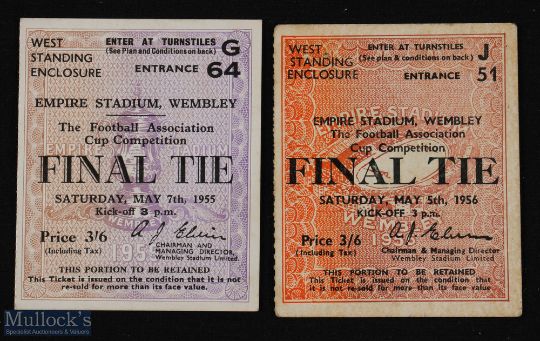 WEST STANDING ENCLOSURE
ENTER AT TURNSTILES
(See Plan and Conditions on back)
G
ENTRANCE 64
EMPIRE STADIUM, WEMBLEY
The Football Association
Cup Competition
FINAL TIE
SATURDAY, MAY 7th, 1955
Kick-off 3 p.m.
Price 3/6
(Including Tax)
CHAIRMAN AND
MANAGING DIRECTOR,
Wembley Stadium Limited
THIS PORTION TO BE RETAINED
This Ticket is issued on the condition that it is not
re-sold for more than its face value.
WEST
STANDING
ENCLOSURE
ENTER AT TURNSTILES
(See plan & conditions on back)
J
ENTRANCE 51
EMPIRE STADIUM, WEMBLEY
The Football Association
Cup Competition
FINAL TIE
SATURDAY, MAY 5th, 1956
KICK-OFF 3 p.m.
Price 3/6
(Including Tax)
Chairman & Managing Director
Wembley Stadium Limited
THIS PORTION TO BE RETAINED
This Ticket is issued on the condition that it is not
re-sold for more than its face value.
Mullock's
Specialist Auctioneers & Valuers